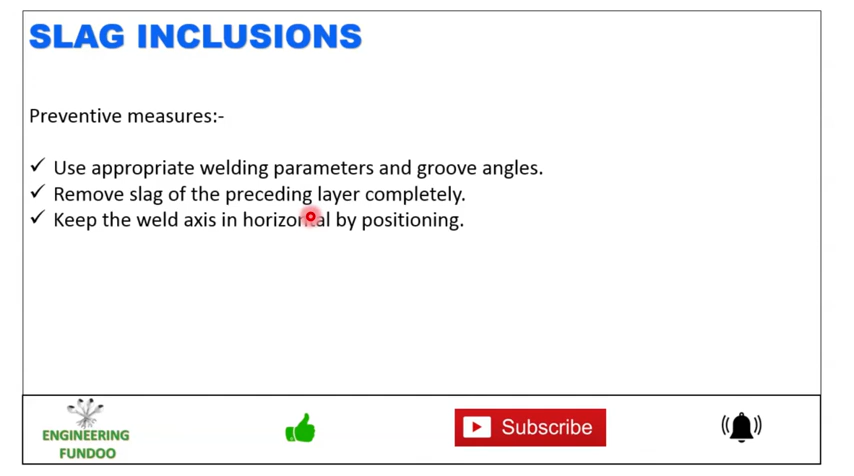 SLAG INCLUSIONS
Preventive measures:-
✓ Use appropriate welding parameters and groove angles.
✓ Remove slag of the preceding layer completely.
✓ Keep the weld axis in horizontal by positioning.
ENGINEERING
FUNDOO
Subscribe